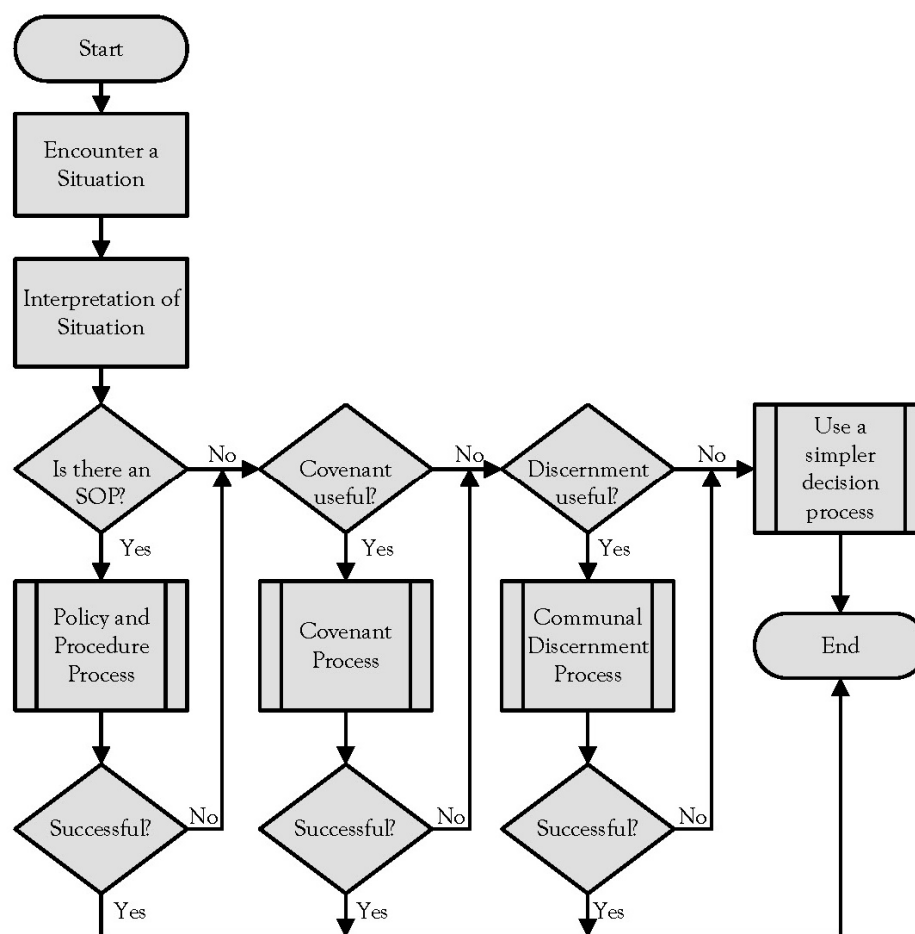 Start
Encounter a
Situation
Interpretation of
Situation
Is there an
SOP?
No
Covenant
useful?
No
Discernment
useful?
No
Use a
simpler
decision
process
Yes
Yes
Yes
Policy and
Procedure
Process
Covenant
Process
Communal
Discernment
Process
End
Successful?
No
Successful?
No
Successful?
No
Yes
Yes
Yes